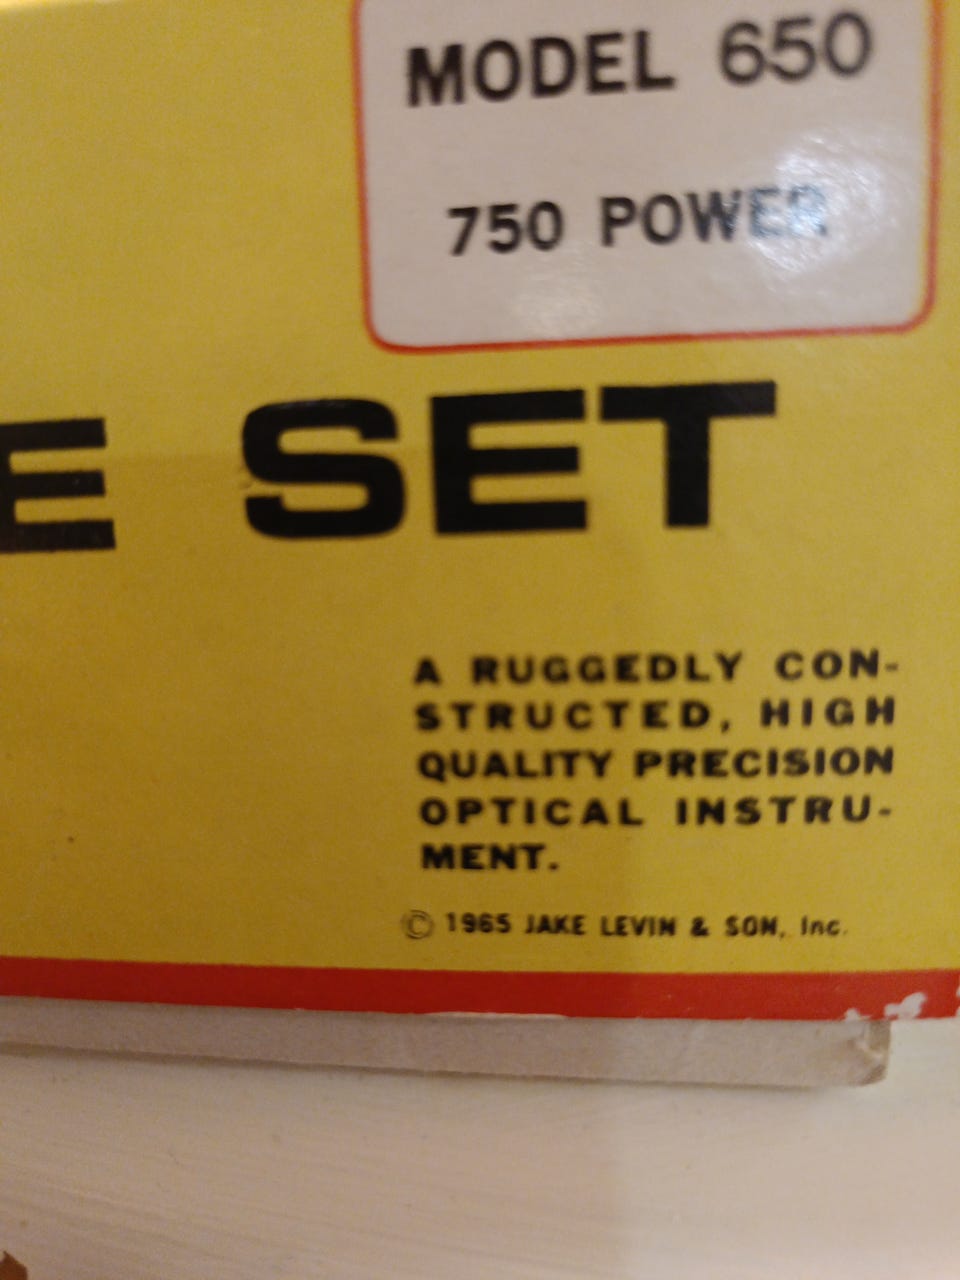 MODEL 650
750 POWER
E SET
A RUGGEDLY CON-
STRUCTED, HIGH
QUALITY PRECISION
OPTICAL INSTRU-
MENT.
© 1965 JAKE LEVIN & SON, Inc.